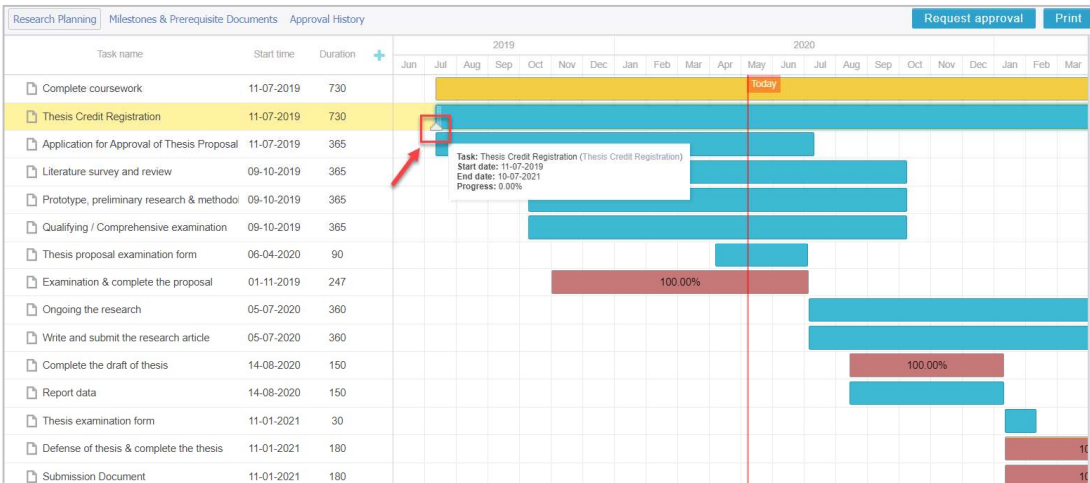 Research Planning Milestones & Prerequisite Documents Approval History Request approval Print
Task name Start time Duration 2019 2020
Jun Jul Aug Sep Oct Nov Dec Jan Feb Mar Apr May Jun Jul Aug Sep Oct Nov Dec Jan Feb Mar
Complete coursework 11-07-2019 730 Today
Thesis Credit Registration 11-07-2019 730
Application for Approval of Thesis Proposal 11-07-2019 365
Task: Thesis Credit Registration (Thesis Credit Registration)
Start date: 11-07-2019
End date: 10-07-2021
Progress: 0.00%
Literature survey and review 09-10-2019 365
Prototype, preliminary research & methodol 09-10-2019 365
Qualifying / Comprehensive examination 09-10-2019 365
Thesis proposal examination form 06-04-2020 90
Examination & complete the proposal 01-11-2019 247 100.00%
Ongoing the research 05-07-2020 360
Write and submit the research article 05-07-2020 360
Complete the draft of thesis 14-08-2020 150 100.00%
Report data 14-08-2020 150
Thesis examination form 11-01-2021 30
Defense of thesis & complete the thesis 11-01-2021 180 10
Submission Document 11-01-2021 180 10